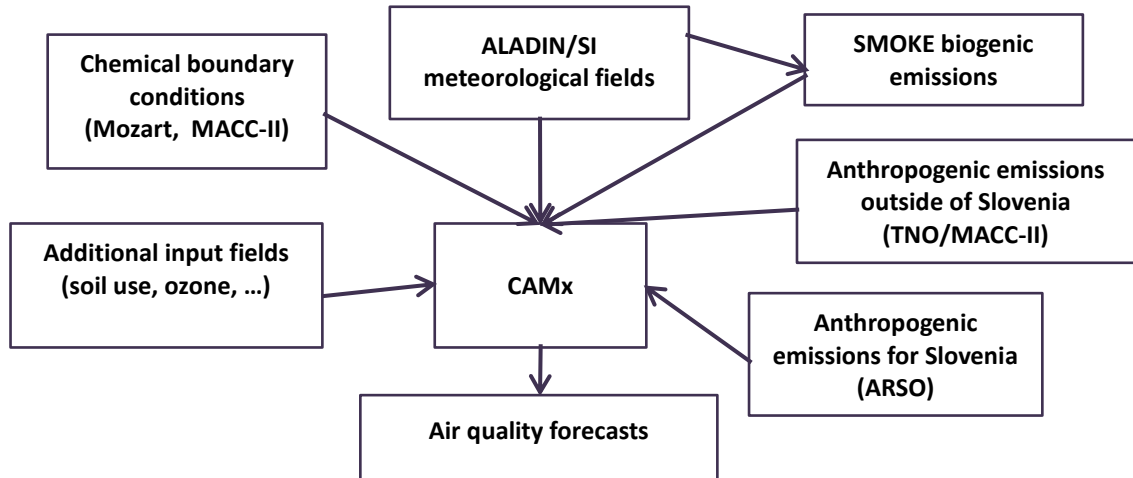 Chemical boundary
conditions
(Mozart, MACC-II)
ALADIN/SI
meteorological fields
SMOKE biogenic
emissions
Anthropogenic emissions
outside of Slovenia
(TNO/MACC-II)
Additional input fields
(soil use, ozone, …)
CAMx
Anthropogenic
emissions for Slovenia
(ARSO)
Air quality forecasts